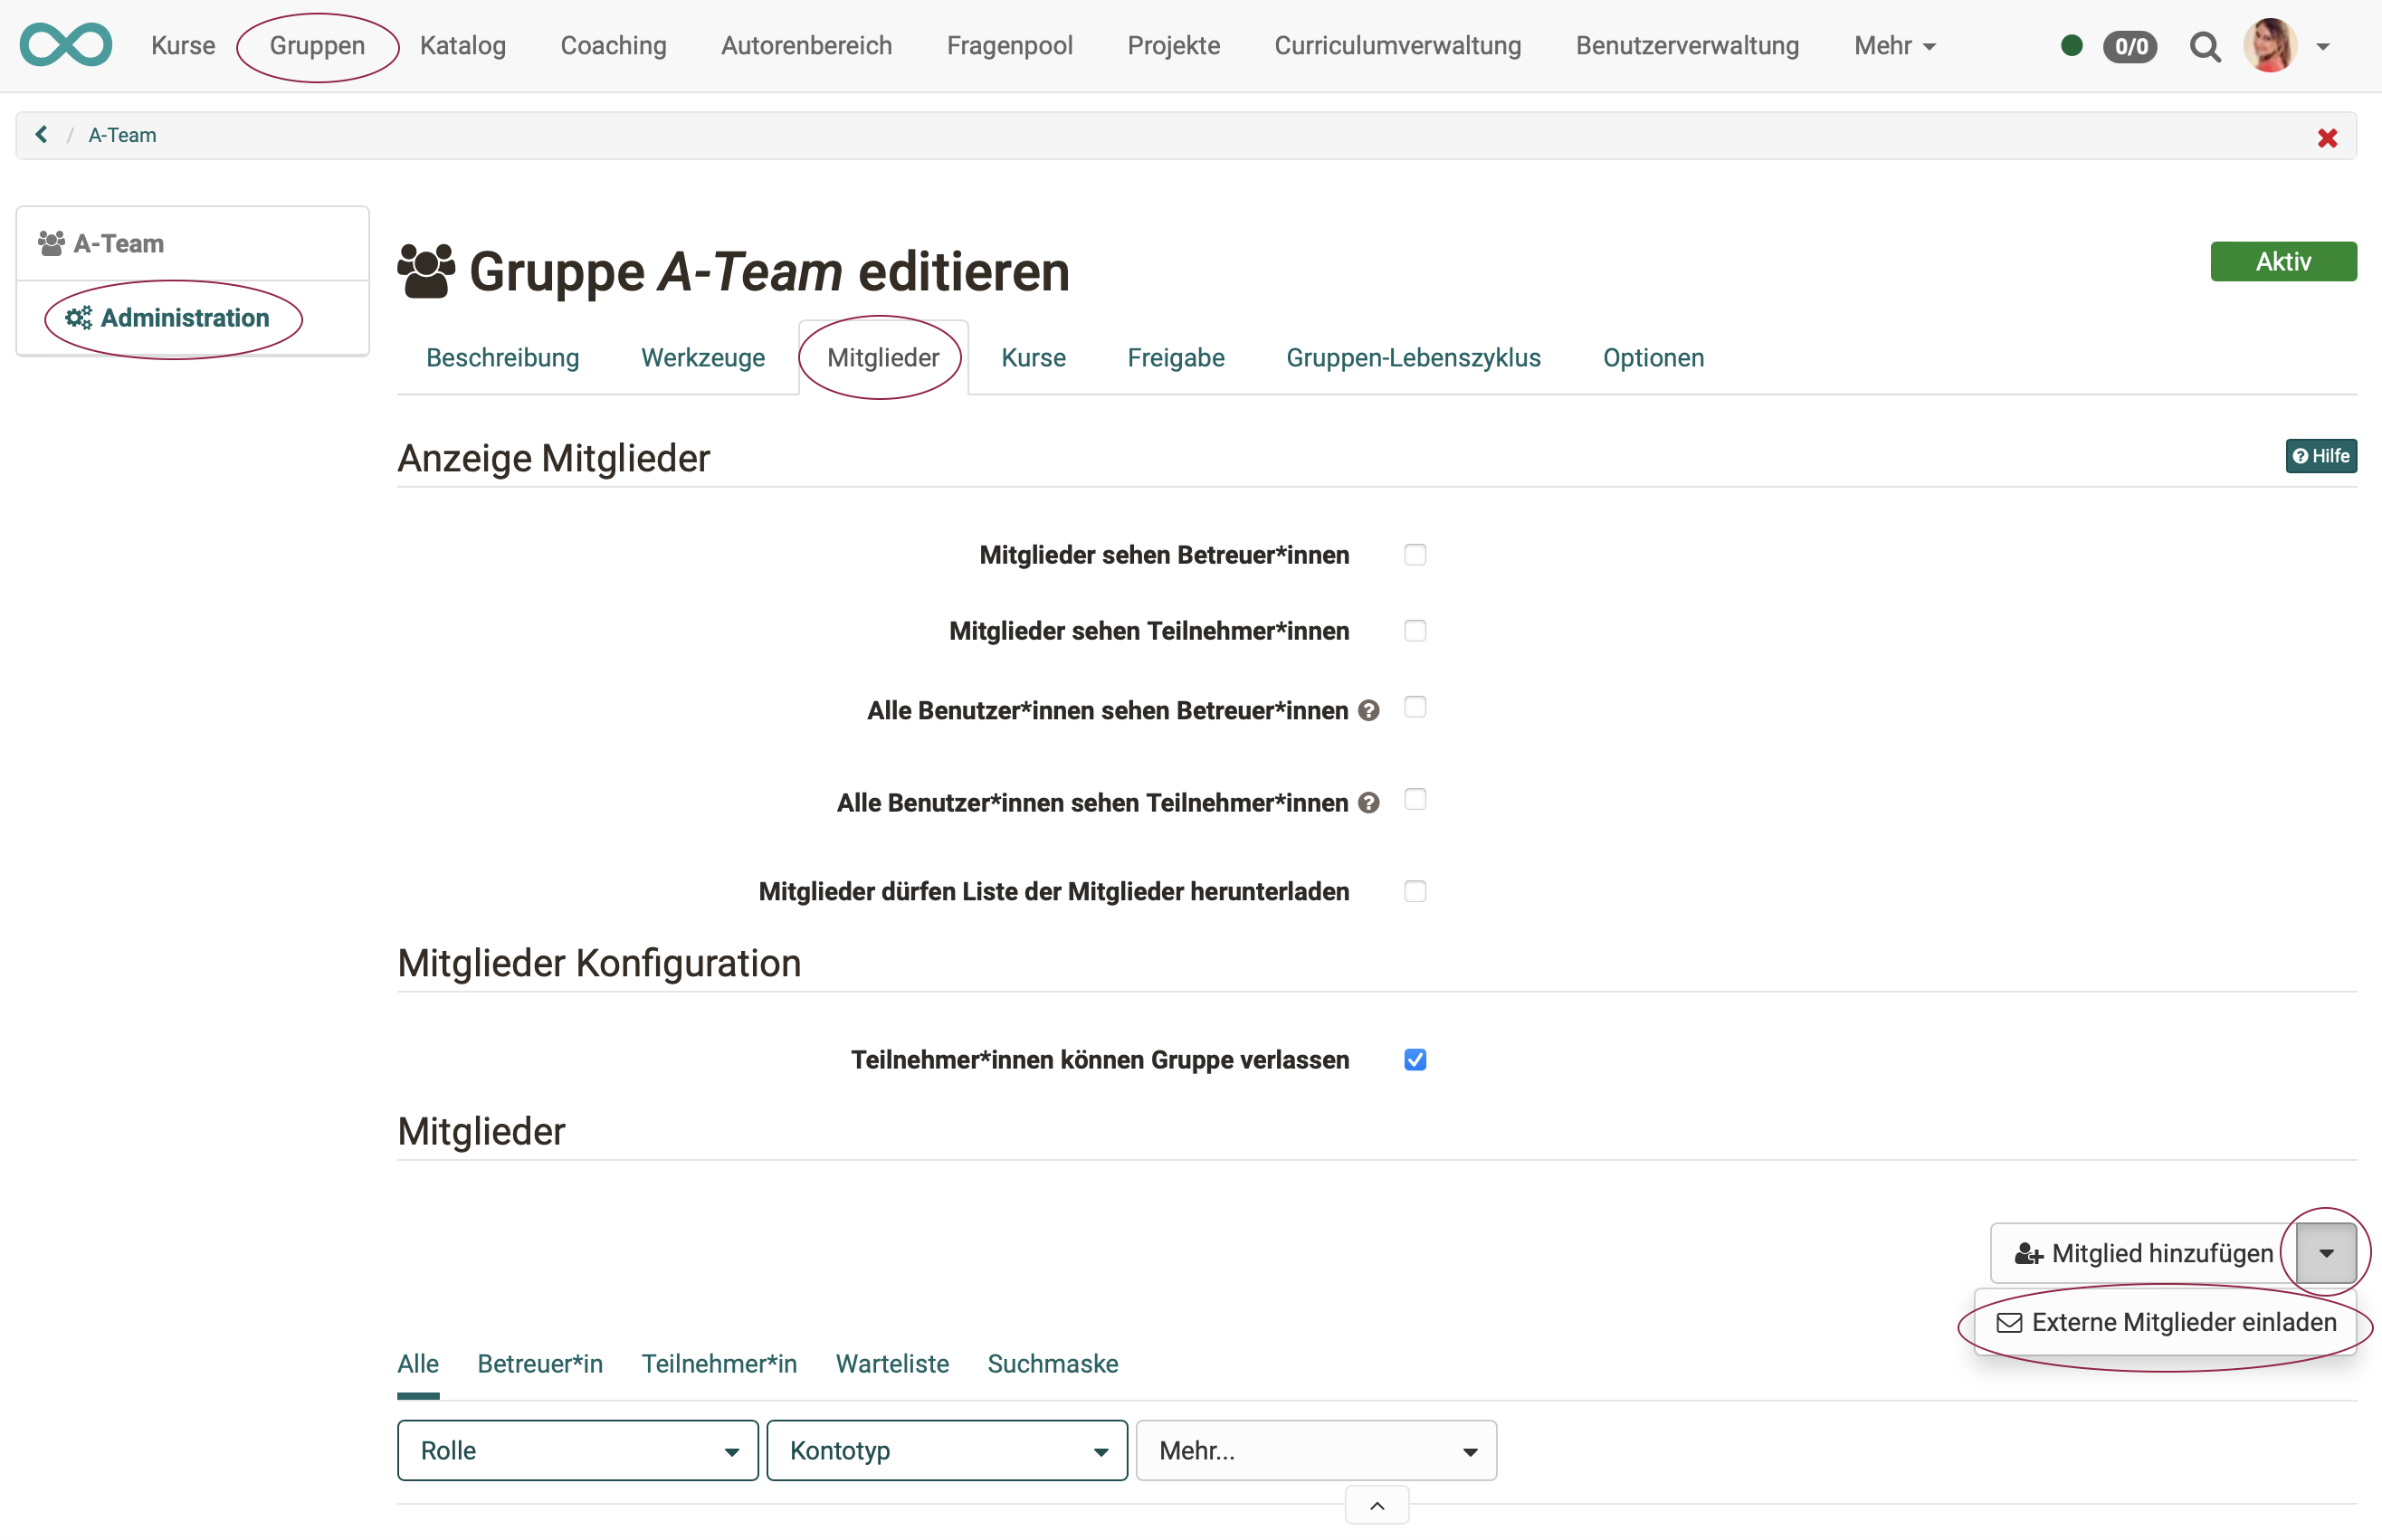 Kurse Gruppen Katalog Coaching Autorenbereich Fragenpool Projekte Curriculumverwaltung Benutzerverwaltung Mehr 0/0
/ A-Team
A-Team
Administration
Gruppe A-Team editieren
Aktiv
Beschreibung Werkzeuge Mitglieder Kurse Freigabe Gruppen-Lebenszyklus Optionen
Anzeige Mitglieder
? Hilfe
Mitglieder sehen Betreuer*innen
Mitglieder sehen Teilnehmer*innen
Alle Benutzer*innen sehen Betreuer*innen ?
Alle Benutzer*innen sehen Teilnehmer*innen ?
Mitglieder dürfen Liste der Mitglieder herunterladen
Mitglieder Konfiguration
Teilnehmer*innen können Gruppe verlassen
Mitglieder
Mitglied hinzufügen
Externe Mitglieder einladen
Alle Betreuer*in Teilnehmer*in Warteliste Suchmaske
Rolle Kontotyp Mehr...